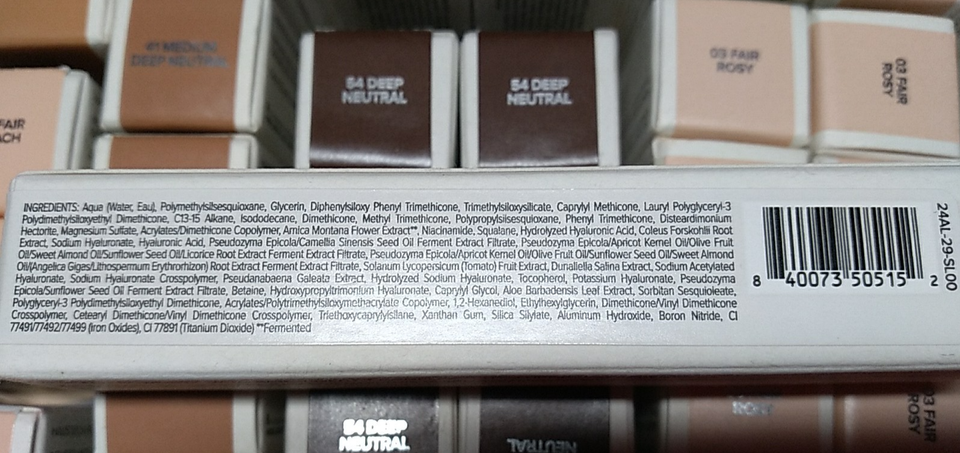 41 MEDIUM
DEEP NEUTRAL
54 DEEP
NEUTRAL
54 DEEP
NEUTRAL
03 FAIR
ROSY
03 FAIR
ROSY
FAIR
INGREDIENTS: Aqua (Water, Eau), Polymethylsilsesquioxane, Glycerin, Diphenylsiloxy Phenyl Trimethicone, Trimethylsiloxysilicate, Caprylyl Methicone, Lauryl Polyglyceryl-3
Polydimethylsiloxyethyl Dimethicone, C13-15 Alkane, Isododecane, Dimethicone, Methyl Trimethicone, Polypropylsilsesquioxane, Phenyl Trimethicone, Disteardimonium
Hectorite, Magnesium Sulfate, Acrylates/Dimethicone Copolymer, Arnica Montana Flower Extract**, Niacinamide, Squalane, Hydrolyzed Hyaluronic Acid, Coleus Forskohlii Root
Extract, Sodium Hyaluronate, Hyaluronic Acid, Pseudozyma Epicola/Camellia Sinensis Seed Oil Ferment Extract Filtrate, Pseudozyma Epicola/Apricot Kernel Oil/Olive Fruit
Oil/Sweet Almond Oil/Sunflower Seed Oil/Licorice Root Extract Ferment Extract Filtrate, Pseudozyma Epicola/Apricot Kernel Oil/Olive Fruit Oil/Sunflower Seed Oil/Sweet Almond
Oil/(Angelica Gigas/Lithospermum Erythrorhizon) Root Extract Ferment Extract Filtrate, Solanum Lycopersicum (Tomato) Fruit Extract, Dunaliella Salina Extract, Sodium Acetylated
Hyaluronate, Sodium Hyaluronate Crosspolymer, Pseudanabaena Galeata Extract, Hydrolyzed Sodium Hyaluronate, Tocopherol, Potassium Hyaluronate, Pseudozyma
Epicola/Sunflower Seed Oil Ferment Extract Filtrate, Betaine, Hydroxypropyltrimonium Hyaluronate, Caprylyl Glycol, Aloe Barbadensis Leaf Extract, Sorbitan Sesquioleate,
Polyglyceryl-3 Polydimethylsiloxyethyl Dimethicone, Acrylates/Polytrimethylsiloxymethacrylate Copolymer, 1,2-Hexanediol, Ethylhexylglycerin, Dimethicone/Vinyl Dimethicone
Crosspolymer, Cetearyl Dimethicone/Vinyl Dimethicone Crosspolymer, Triethoxycaprylylsilane, Xanthan Gum, Silica Silylate, Aluminum Hydroxide, Boron Nitride, CI
77491/77492/77499 (Iron Oxides), CI 77891 (Titanium Dioxide) **Fermented
8 40073 50515 2
24AL-29-SL00
54 DEEP
NEUTRAL
NEUTRAL
ROSY
03 FAIR
ROSY